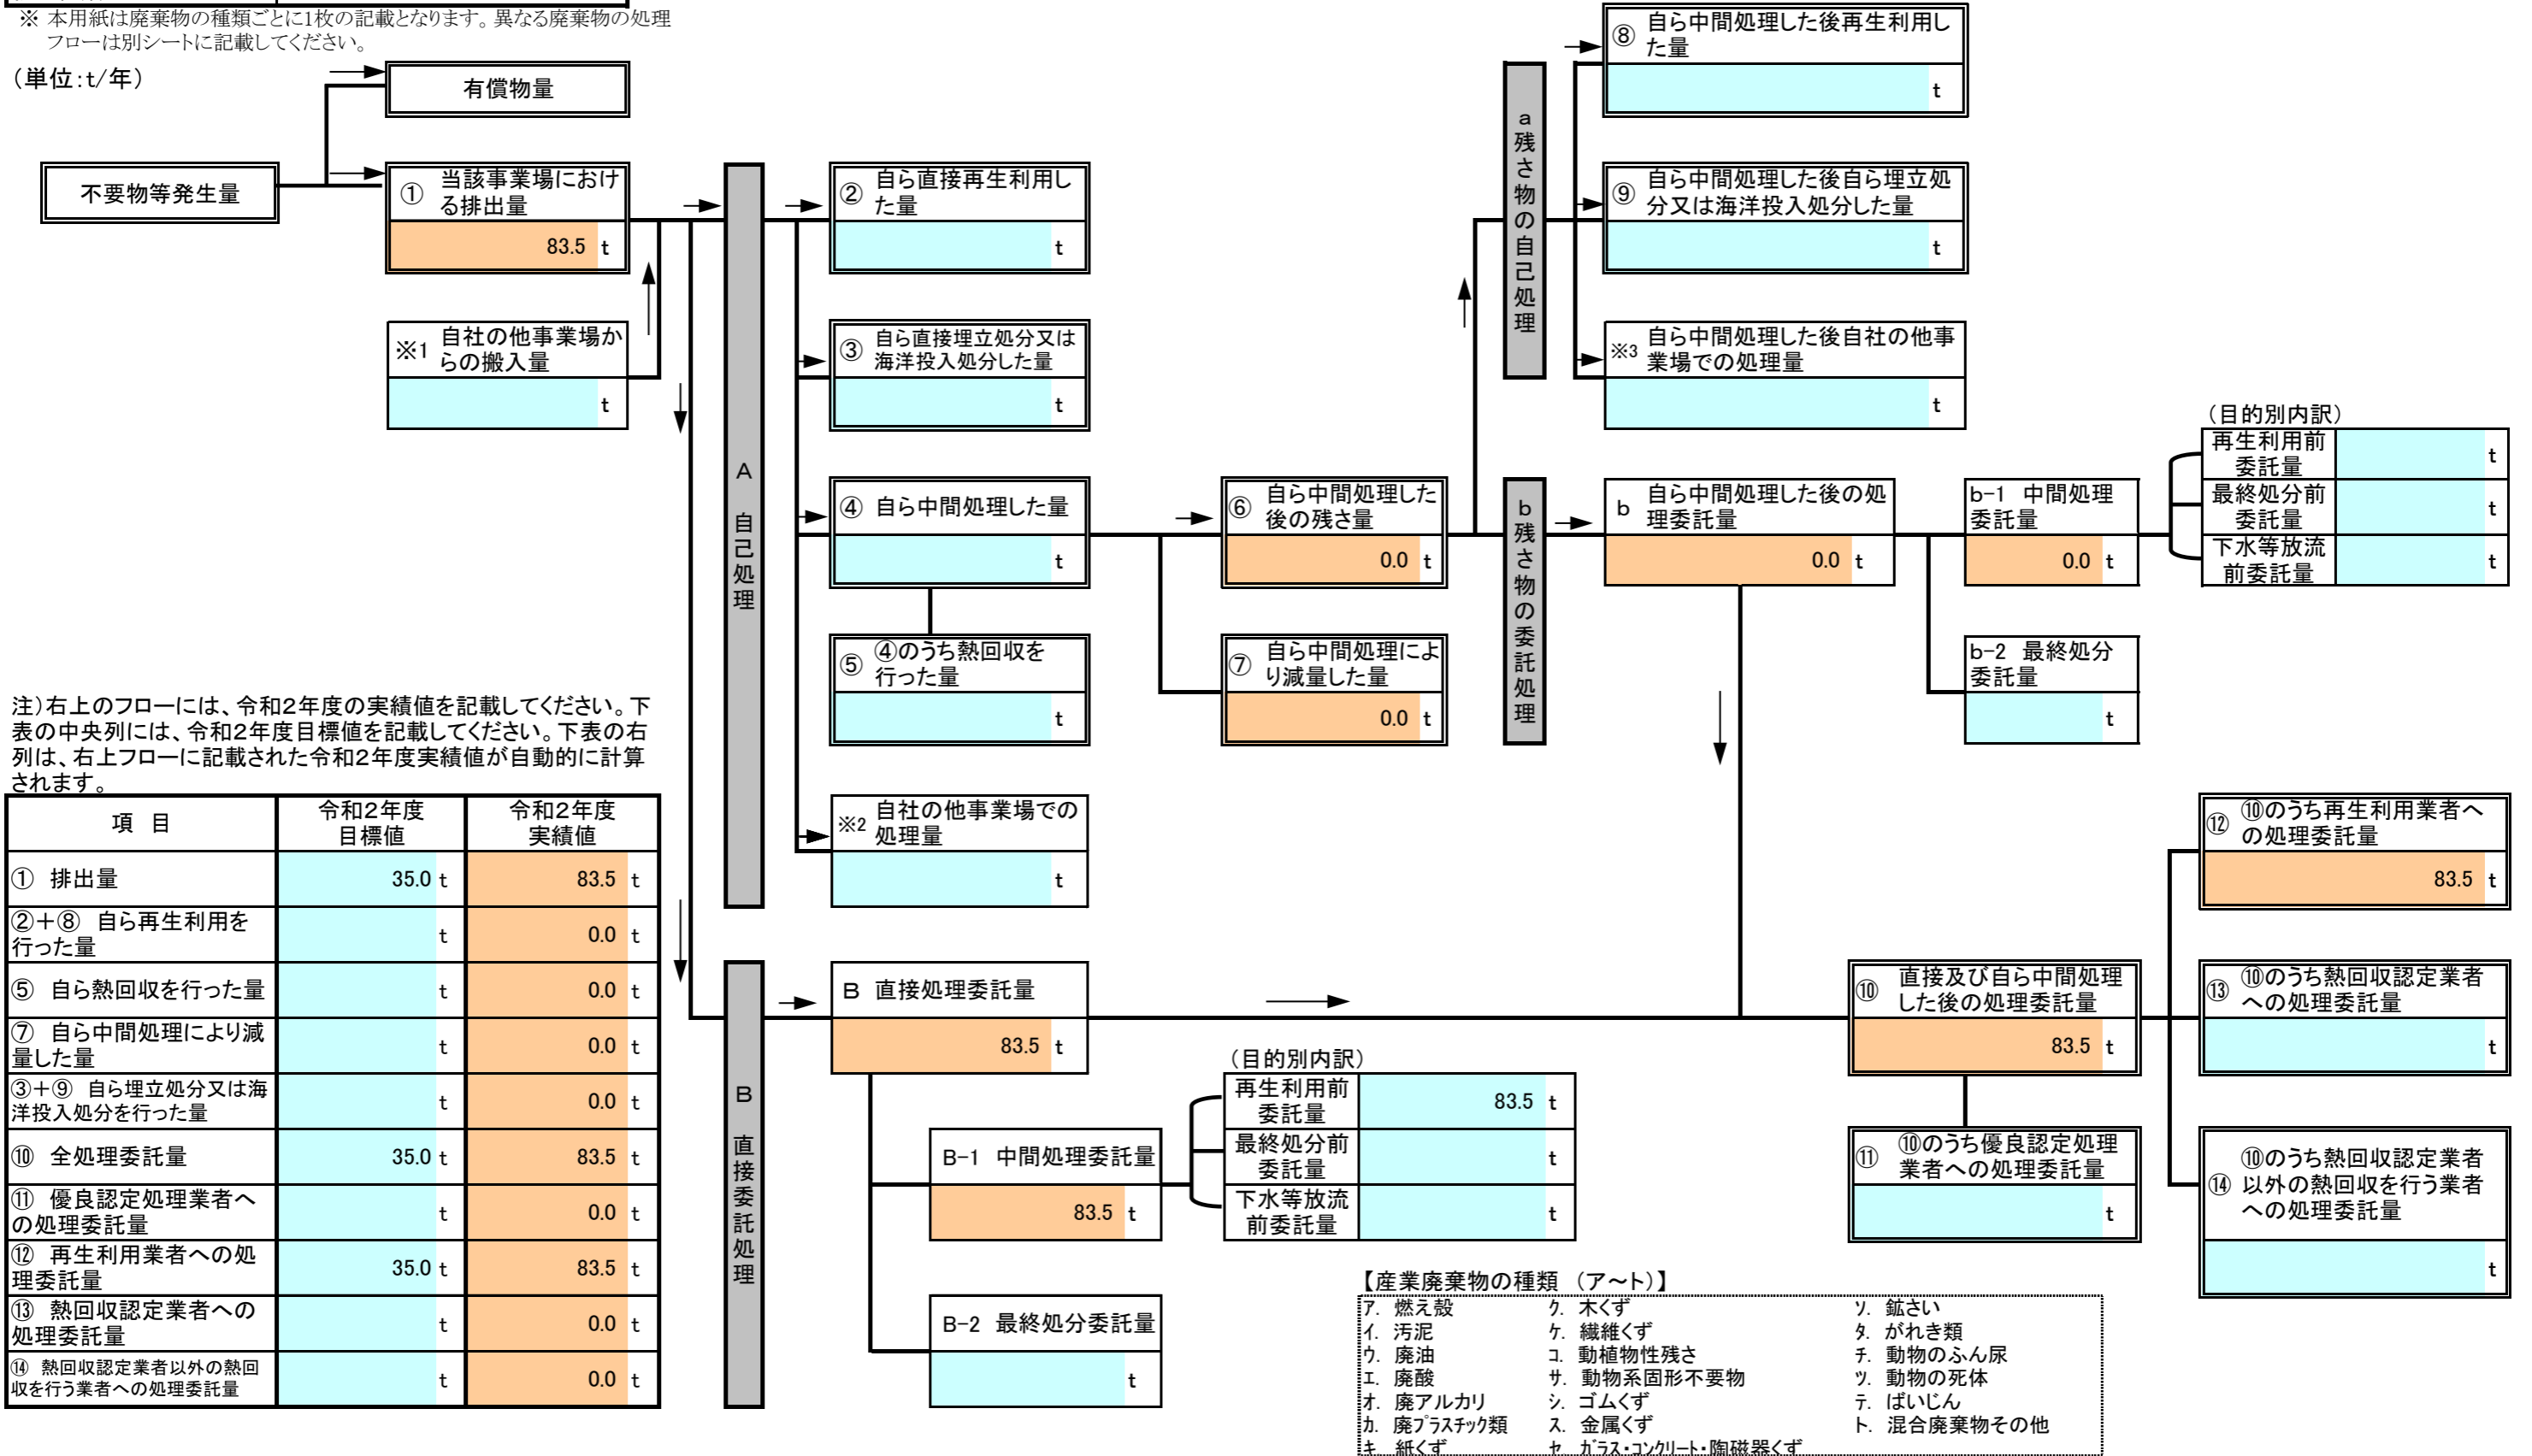 ※ 本用紙は廃棄物の種類ごとに1枚の記載となります。異なる廃棄物の処理
フローは別シートに記載してください。
(単位:t/年)
有償物量
不要物等発生量
① 当該事業場におけ
る排出量
83.5 t
※1 自社の他事業場か
らの搬入量
t
A 自己処理
② 自ら直接再生利用し
た量
t
③ 自ら直接埋立処分又は
海洋投入処分した量
t
④ 自ら中間処理した量
t
⑤ ④のうち熱回収を
行った量
t
※2 自社の他事業場での
処理量
t
⑥ 自ら中間処理した
後の残さ量
0.0 t
⑦ 自ら中間処理によ
り減量した量
0.0 t
a残さ物の自己処理
⑧ 自ら中間処理した後再生利用し
た量
t
⑨ 自ら中間処理した後自ら埋立処
分又は海洋投入処分した量
t
※3 自ら中間処理した後自社の他事
業場での処理量
t
b残さ物の委託処理
b 自ら中間処理した後の処
理委託量
0.0 t
b-1 中間処理
委託量
0.0 t
(目的別内訳)
再生利用前
委託量
t
最終処分前
委託量
t
下水等放流
前委託量
t
b-2 最終処分
委託量
t
注)右上のフローには、令和2年度の実績値を記載してください。下
表の中央列には、令和2年度目標値を記載してください。下表の右
列は、右上フローに記載された令和2年度実績値が自動的に計算
されます。
項 目 令和2年度
目標値 令和2年度
実績値
① 排出量 35.0 t 83.5 t
②+⑧ 自ら再生利用を
行った量 t 0.0 t
⑤ 自ら熱回収を行った量 t 0.0 t
⑦ 自ら中間処理により減
量した量 t 0.0 t
③+⑨ 自ら埋立処分又は海
洋投入処分を行った量 t 0.0 t
⑩ 全処理委託量 35.0 t 83.5 t
⑪ 優良認定処理業者へ
の処理委託量 t 0.0 t
⑫ 再生利用業者への処
理委託量 35.0 t 83.5 t
⑬ 熱回収認定業者への
処理委託量 t 0.0 t
⑭ 熱回収認定業者以外の熱回
収を行う業者への処理委託量 t 0.0 t
B 直接委託処理
B 直接処理委託量
83.5 t
B-1 中間処理委託量
83.5 t
(目的別内訳)
再生利用前
委託量
83.5 t
最終処分前
委託量
t
下水等放流
前委託量
t
B-2 最終処分委託量
t
⑩ 直接及び自ら中間処理
した後の処理委託量
83.5 t
⑪ ⑩のうち優良認定処理
業者への処理委託量
t
⑫ ⑩のうち再生利用業者へ
の処理委託量
83.5 t
⑬ ⑩のうち熱回収認定業者
への処理委託量
t
⑭ ⑩のうち熱回収認定業者
以外の熱回収を行う業者
への処理委託量
t
【産業廃棄物の種類 (ア~ト)】
ア. 燃え殻 ク. 木くず ソ. 鉱さい
イ. 汚泥 ケ. 繊維くず タ. がれき類
ウ. 廃油 コ. 動植物性残さ チ. 動物のふん尿
エ. 廃酸 サ. 動物系固形不要物 ツ. 動物の死体
オ. 廃アルカリ シ. ゴムくず テ. ばいじん
カ. 廃プラスチック類 ス. 金属くず ト. 混合廃棄物その他
キ. 紙くず セ. ガラス・コンクリート・陶磁器くず